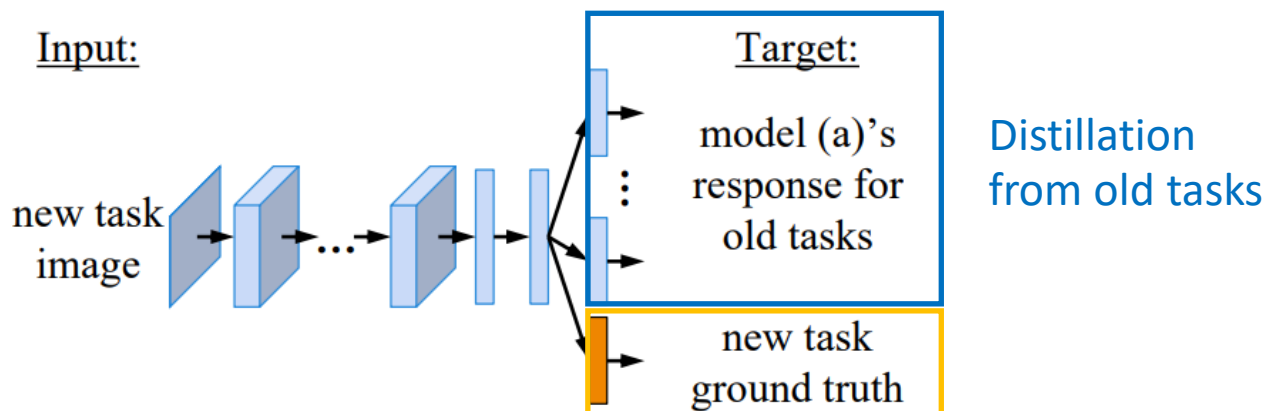 Input:
Target:
new task
image
...
model (a)'s
response for
old tasks
⋮
new task
ground truth
Distillation
from old tasks